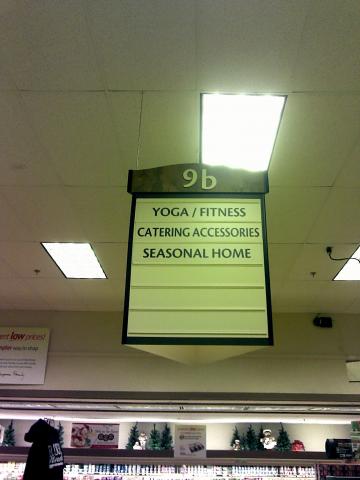 9b
YOGA / FITNESS
CATERING ACCESSORIES
SEASONAL HOME
low prices!